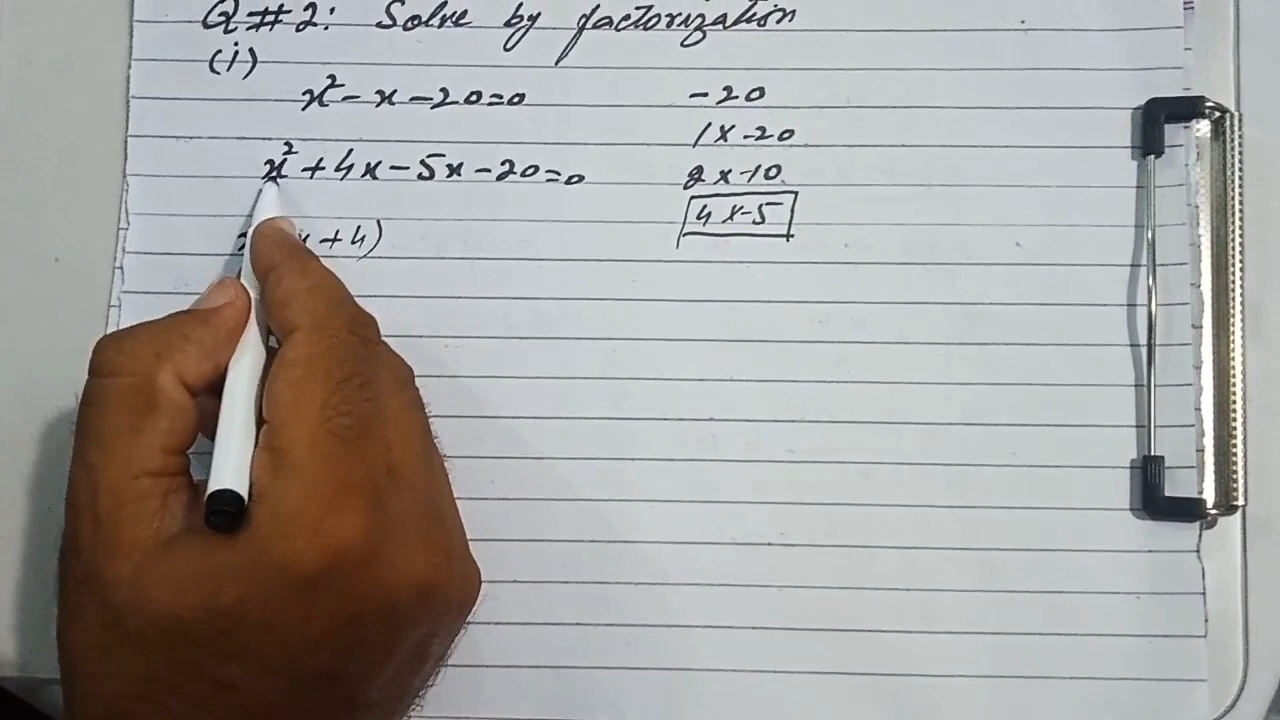 Q#2: Solve by factorization
(i)
x² - x - 20 = 0
x² + 4x - 5x - 20 = 0
x + 4)
- 20
1 x -20
2 x -10
4 x -5